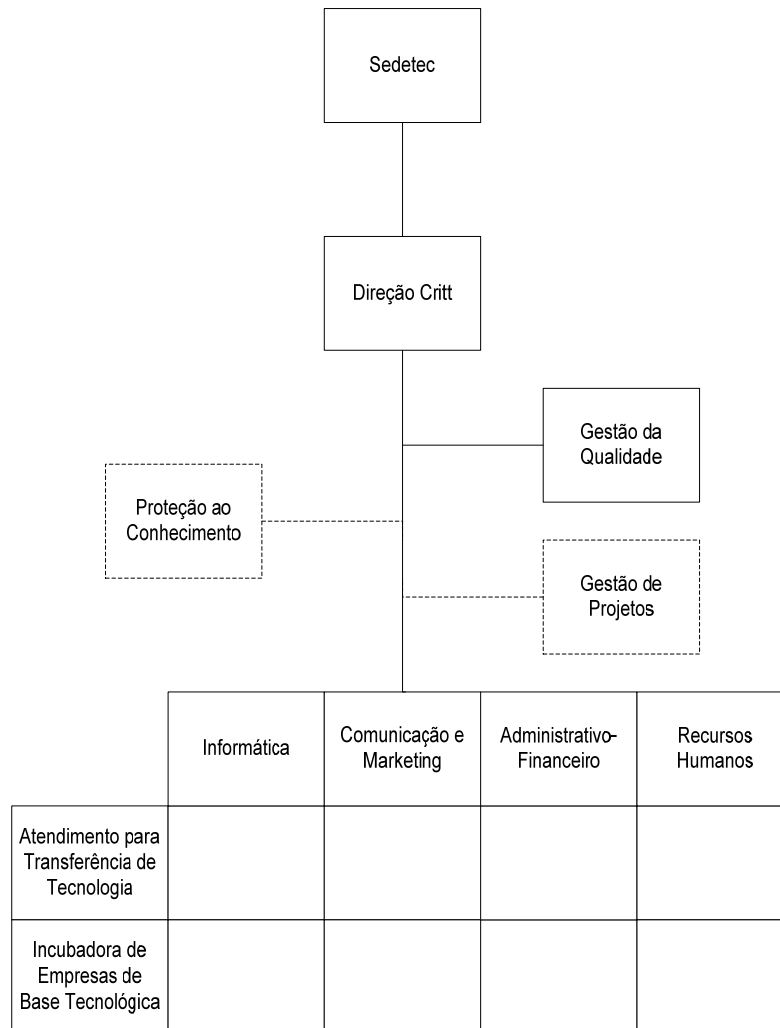 Sedetec
Direção Critt
Gestão da
Qualidade
Proteção ao
Conhecimento
Gestão de
Projetos
Informática
Comunicação e
Marketing
Administrativo-
Financeiro
Recursos
Humanos
Atendimento para
Transferência de
Tecnologia
Incubadora de
Empresas de
Base Tecnológica